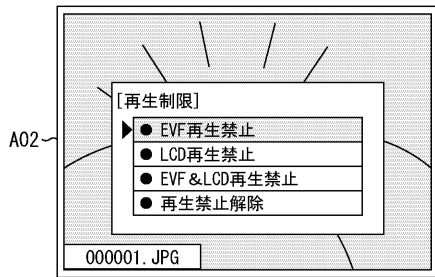 [再生制限]
A02
▶ ● EVF再生禁止
● LCD再生禁止
● EVF&LCD再生禁止
● 再生禁止解除
000001.JPG